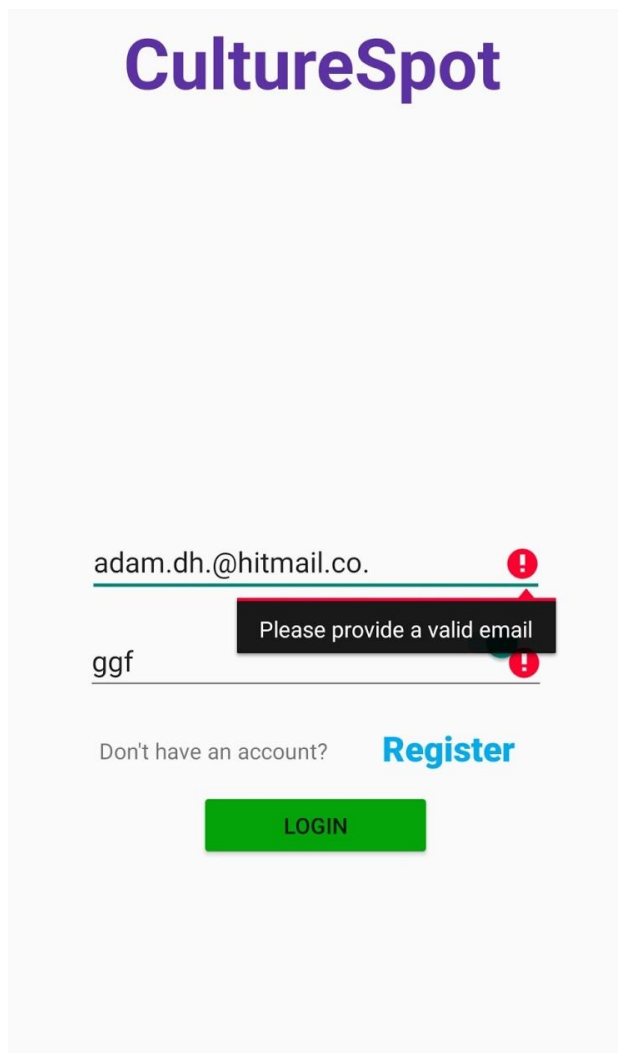 CultureSpot
adam.dh.@hitmail.co.
Please provide a valid email
ggf
Don't have an account? Register
LOGIN